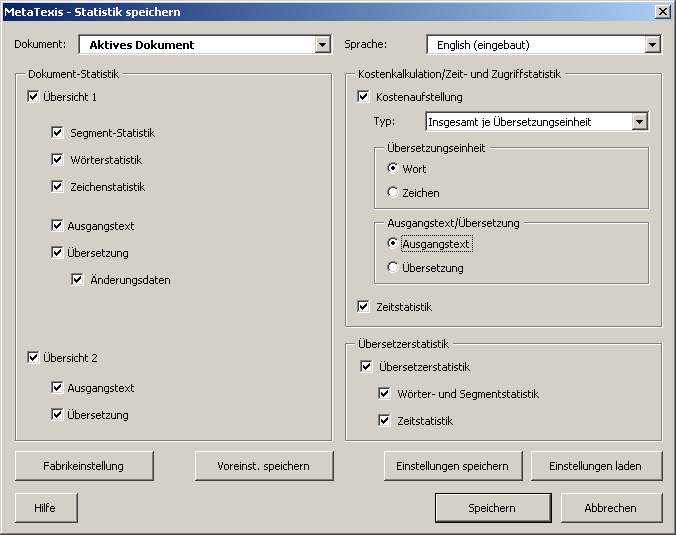 MetaTexis - Statistik speichern
Dokument: Aktives Dokument Sprache: English (eingebaut)
Dokument-Statistik
Übersicht 1
Segment-Statistik
Wörterstatistik
Zeichenstatistik
Ausgangstext
Übersetzung
Änderungsdaten
Übersicht 2
Ausgangstext
Übersetzung
Kostenkalkulation/Zeit- und Zugriffstatistik
Kostenaufstellung
Typ: Insgesamt je Übersetzungseinheit
Übersetzungseinheit
Wort
Zeichen
Ausgangstext/Übersetzung
Ausgangstext
Übersetzung
Zeitstatistik
Übersetzerstatistik
Übersetzerstatistik
Wörter- und Segmentstatistik
Zeitstatistik
Fabrikeinstellung Voreinst. speichern Einstellungen speichern Einstellungen laden
Hilfe Speichern Abbrechen